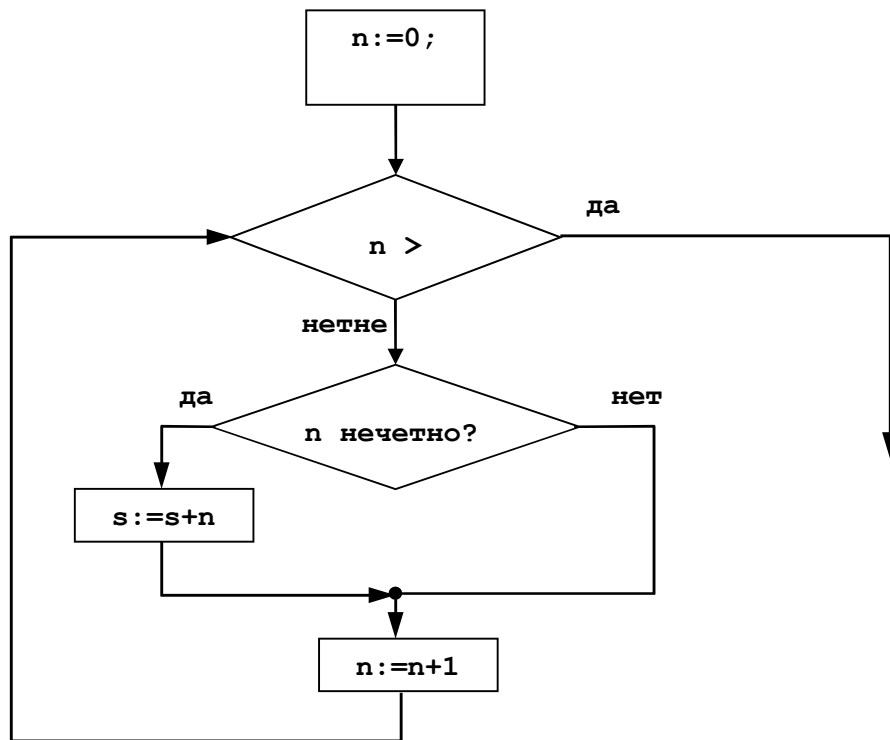 n:=0;
да
n >
нетне
да
нет
n нечетно?
s:=s+n
n:=n+1